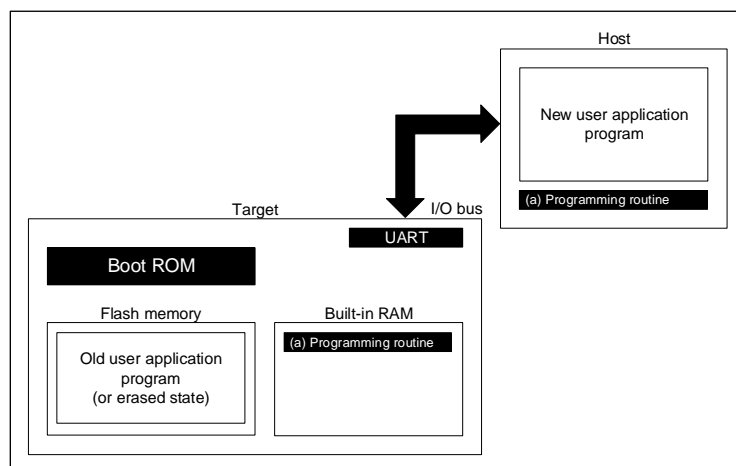 Host
New user application
program
(a) Programming routine
Target
I/O bus
UART
Boot ROM
Flash memory
Built-in RAM
Old user application
program
(or erased state)
(a) Programming routine